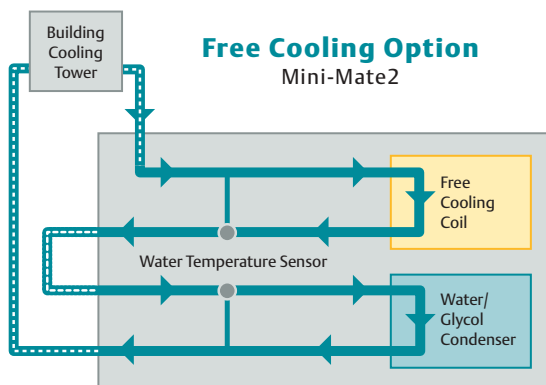 Building
Cooling
Tower
Free Cooling Option
Mini-Mate2
Free
Cooling
Coil
Water Temperature Sensor
Water/
Glycol
Condenser